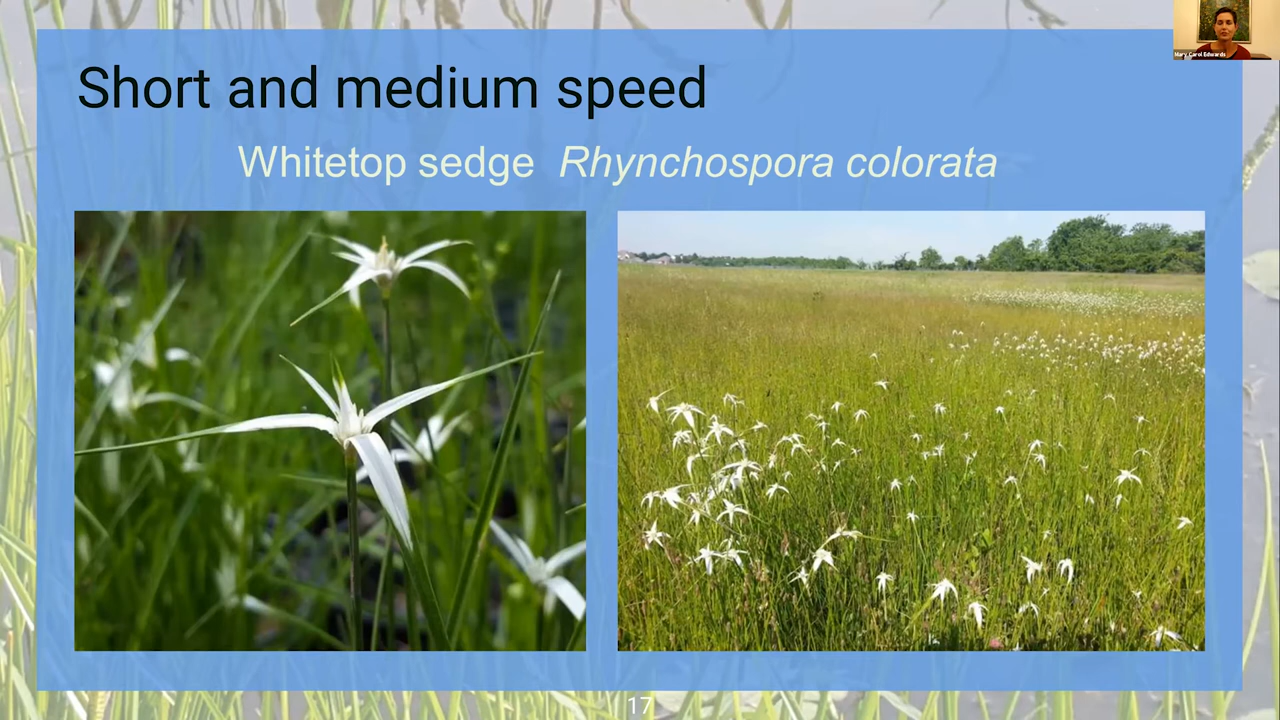 Mary Carol Edwards
Short and medium speed
Whitetop sedge Rhynchospora colorata
17